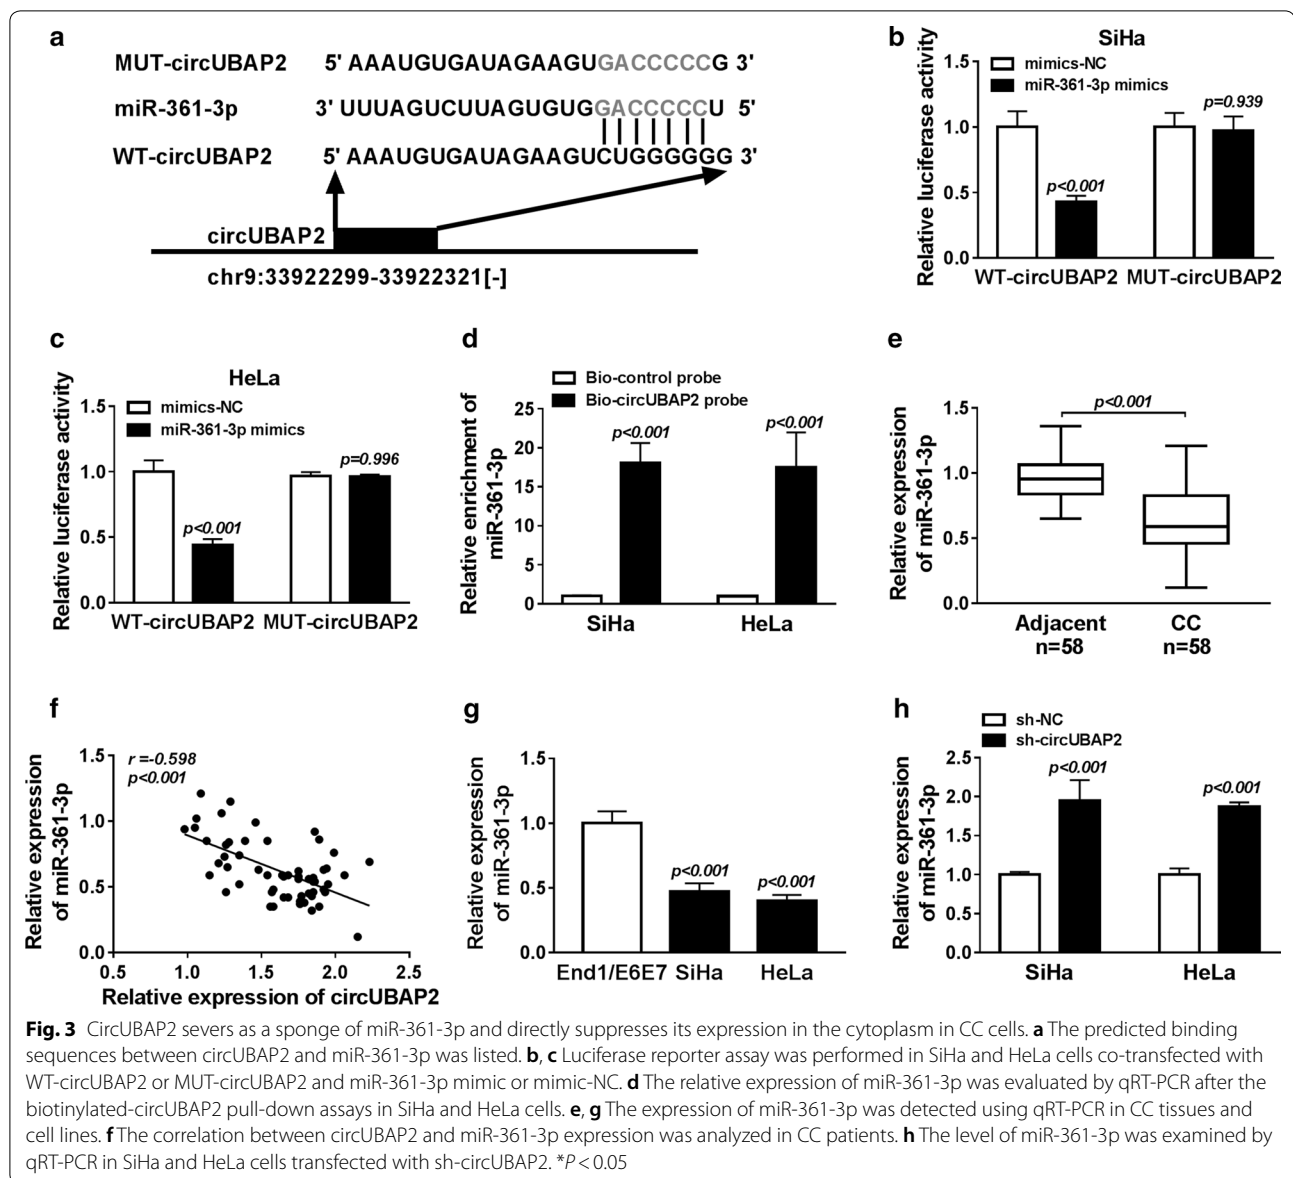 a
MUT-circUBAP2 5' AAAUGUGAUAGAAGUGACCCCCG 3'
miR-361-3p 3' UUUAGUCUUAGUGUGGACCCCCU 5'
WT-circUBAP2 5' AAAUGUGAUAGAAGUCUGGGGGG 3'
circUBAP2
chr9:33922299-33922321[-]
b
SiHa
mimics-NC
miR-361-3p mimics
Relative luciferase activity
1.5
1.0
0.5
0.0
p<0.001
p=0.939
WT-circUBAP2 MUT-circUBAP2
c
HeLa
mimics-NC
miR-361-3p mimics
Relative luciferase activity
1.5
1.0
0.5
0.0
p<0.001
p=0.996
WT-circUBAP2 MUT-circUBAP2
d
Bio-control probe
Bio-circUBAP2 probe
Relative enrichment of
miR-361-3p
25
20
15
10
5
0
p<0.001
p<0.001
SiHa HeLa
e
Relative expression
of miR-361-3p
1.5
1.0
0.5
0.0
p<0.001
Adjacent CC
n=58 n=58
f
r =-0.598
p<0.001
Relative expression
of miR-361-3p
1.5
1.0
0.5
0.0
0.5 1.0 1.5 2.0 2.5
Relative expression of circUBAP2
g
Relative expression
of miR-361-3p
1.5
1.0
0.5
0.0
p<0.001
p<0.001
End1/E6E7 SiHa HeLa
h
sh-NC
sh-circUBAP2
Relative expression
of miR-361-3p
2.5
2.0
1.5
1.0
0.5
0.0
p<0.001
p<0.001
SiHa HeLa
Fig. 3 CircUBAP2 severs as a sponge of miR-361-3p and directly suppresses its expression in the cytoplasm in CC cells. a The predicted binding
sequences between circUBAP2 and miR-361-3p was listed. b, c Luciferase reporter assay was performed in SiHa and HeLa cells co-transfected with
WT-circUBAP2 or MUT-circUBAP2 and miR-361-3p mimic or mimic-NC. d The relative expression of miR-361-3p was evaluated by qRT-PCR after the
biotinylated-circUBAP2 pull-down assays in SiHa and HeLa cells. e, g The expression of miR-361-3p was detected using qRT-PCR in CC tissues and
cell lines. f The correlation between circUBAP2 and miR-361-3p expression was analyzed in CC patients. h The level of miR-361-3p was examined by
qRT-PCR in SiHa and HeLa cells transfected with sh-circUBAP2. *P < 0.05